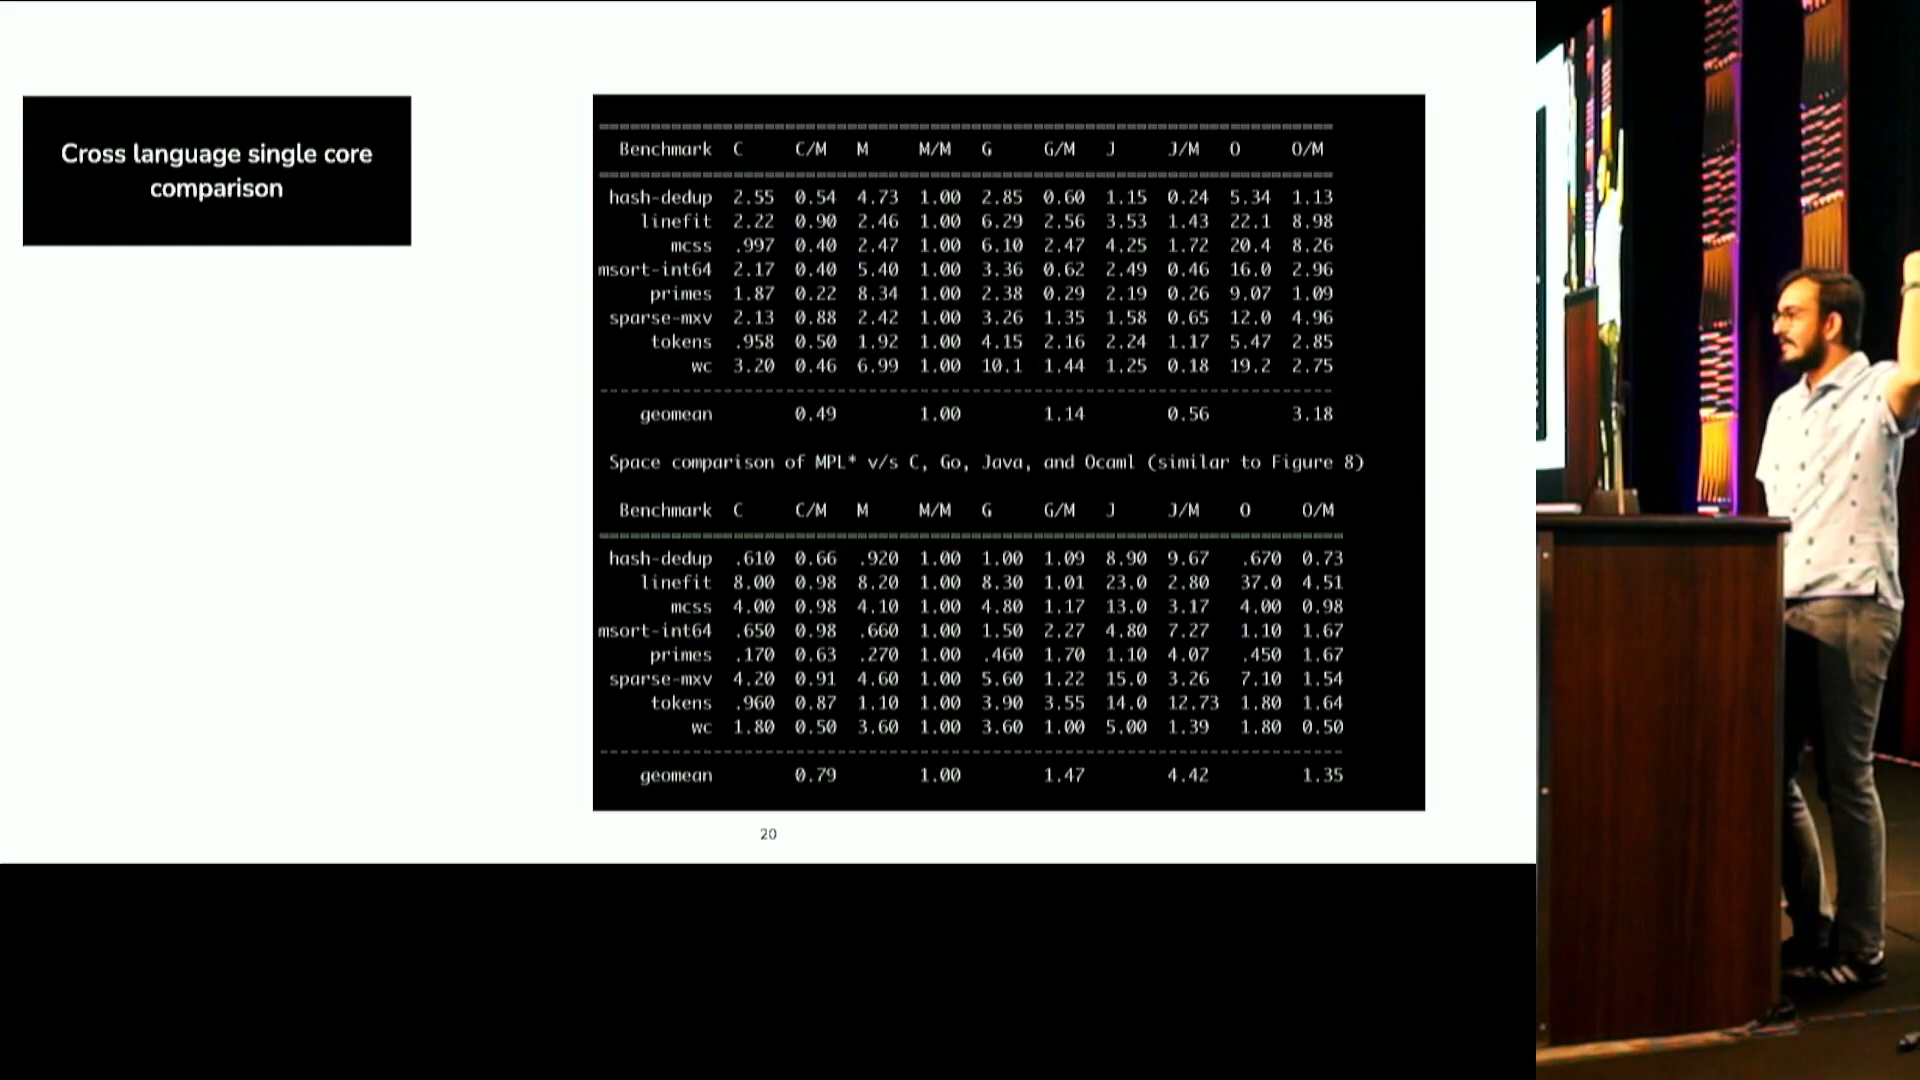 Cross language single core
comparison
Benchmark C C/M M M/M G G/M J J/M O O/M
hash-dedup 2.55 0.54 4.73 1.00 2.85 0.60 1.15 0.24 5.34 1.13
linefit 2.22 0.90 2.46 1.00 6.29 2.56 3.53 1.43 22.1 8.98
mcss .997 0.40 2.47 1.00 6.10 2.47 4.25 1.72 20.4 8.26
msort-int64 2.17 0.40 5.40 1.00 3.36 0.62 2.49 0.46 16.0 2.96
primes 1.87 0.22 8.34 1.00 2.38 0.29 2.19 0.26 9.07 1.09
sparse-mxv 2.13 0.88 2.42 1.00 3.26 1.35 1.58 0.65 12.0 4.96
tokens .958 0.50 1.92 1.00 4.15 2.16 2.24 1.17 5.47 2.85
wc 3.20 0.46 6.99 1.00 10.1 1.44 1.25 0.18 19.2 2.75
geomean 0.49 1.00 1.14 0.56 3.18
Space comparison of MPL* v/s C, Go, Java, and Ocaml (similar to Figure 8)
Benchmark C C/M M M/M G G/M J J/M O O/M
hash-dedup .610 0.66 .920 1.00 1.00 1.09 8.90 9.67 .670 0.73
linefit 8.00 0.98 8.20 1.00 8.30 1.01 23.0 2.80 37.0 4.51
mcss 4.00 0.98 4.10 1.00 4.80 1.17 13.0 3.17 4.00 0.98
msort-int64 .650 0.98 .660 1.00 1.50 2.27 4.80 7.27 1.10 1.67
primes .170 0.63 .270 1.00 .460 1.70 1.10 4.07 .450 1.67
sparse-mxv 4.20 0.91 4.60 1.00 5.60 1.22 15.0 3.26 7.10 1.54
tokens .960 0.87 1.10 1.00 3.90 3.55 14.0 12.73 1.80 1.64
wc 1.80 0.50 3.60 1.00 3.60 1.00 5.00 1.39 1.80 0.50
geomean 0.79 1.00 1.47 4.42 1.35
20